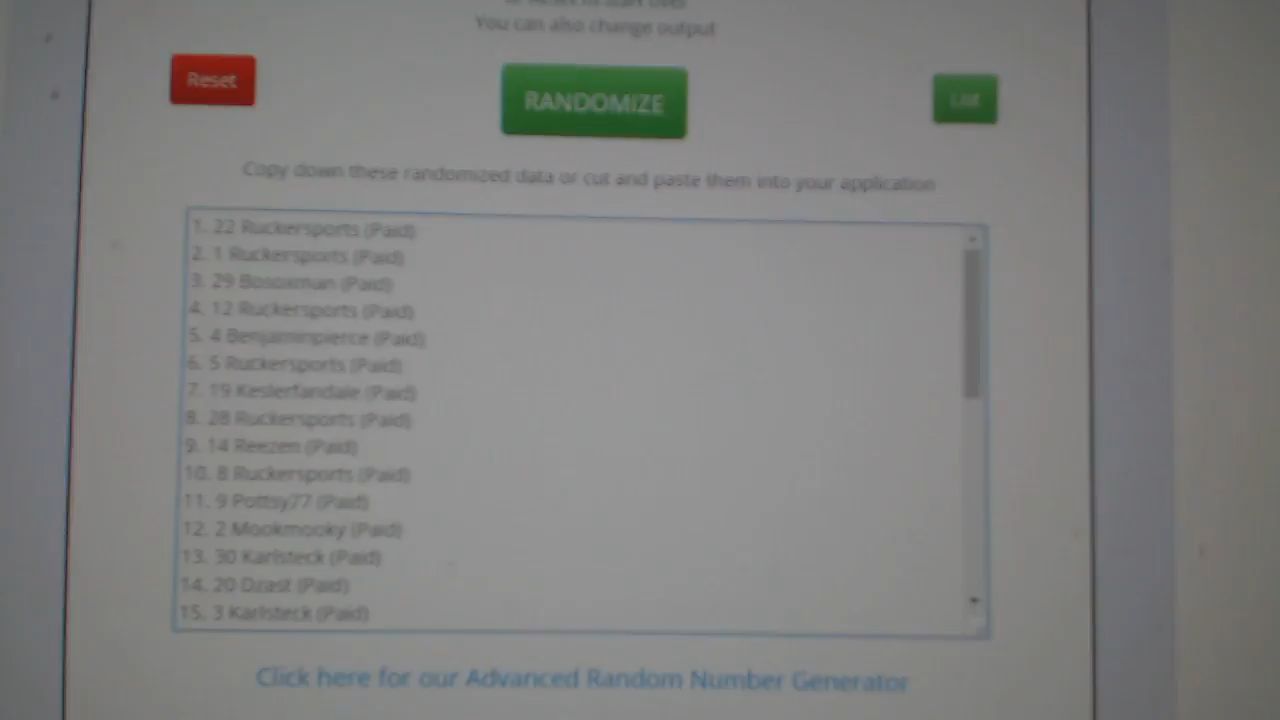 You can also change output
Reset
RANDOMIZE
List
Copy down these randomized data or cut and paste them into your application
1. 22 Ruckersports (Paid)
2. 1 Ruckersports (Paid)
3. 29 Bosoxman (Paid)
4. 12 Ruckersports (Paid)
5. 4 Benjaminpierce (Paid)
6. 5 Ruckersports (Paid)
7. 19 Keslerfandale (Paid)
8. 28 Ruckersports (Paid)
9. 14 Reezen (Paid)
10. 8 Ruckersports (Paid)
11. 9 Pottsy77 (Paid)
12. 2 Mookmooky (Paid)
13. 30 Karlsteck (Paid)
14. 20 Dzast (Paid)
15. 3 Karlsteck (Paid)
Click here for our Advanced Random Number Generator